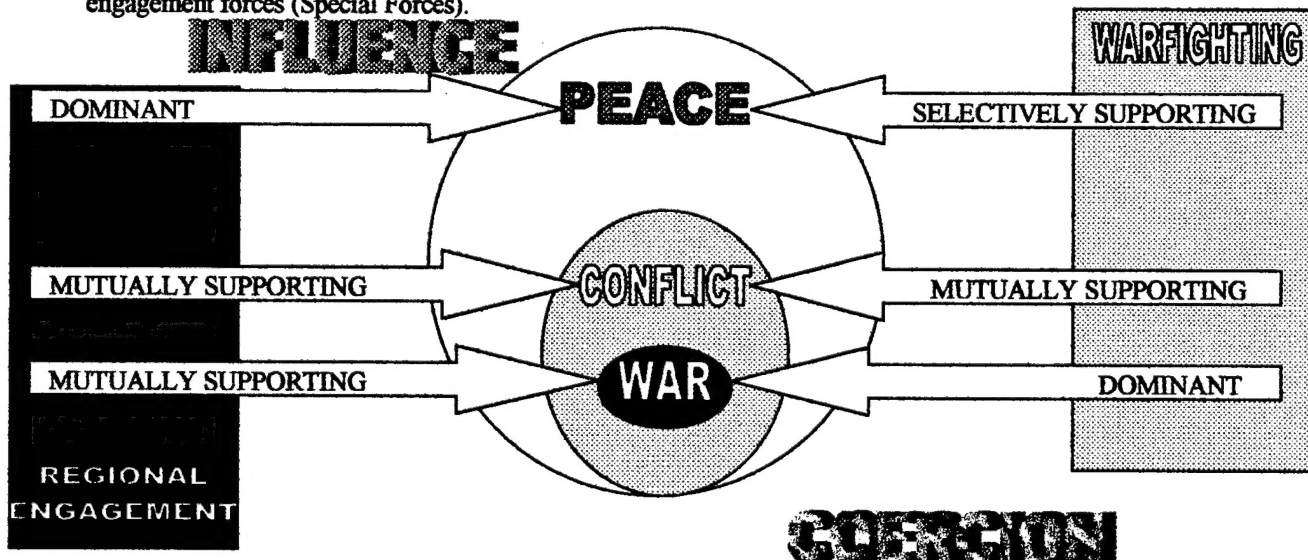 engagement forces (Special Forces).
INFLUENCE
WARFIGHTING
DOMINANT
PEACE
SELECTIVELY SUPPORTING
MUTUALLY SUPPORTING
CONFLICT
MUTUALLY SUPPORTING
MUTUALLY SUPPORTING
WAR
DOMINANT
REGIONAL
ENGAGEMENT
COERCION